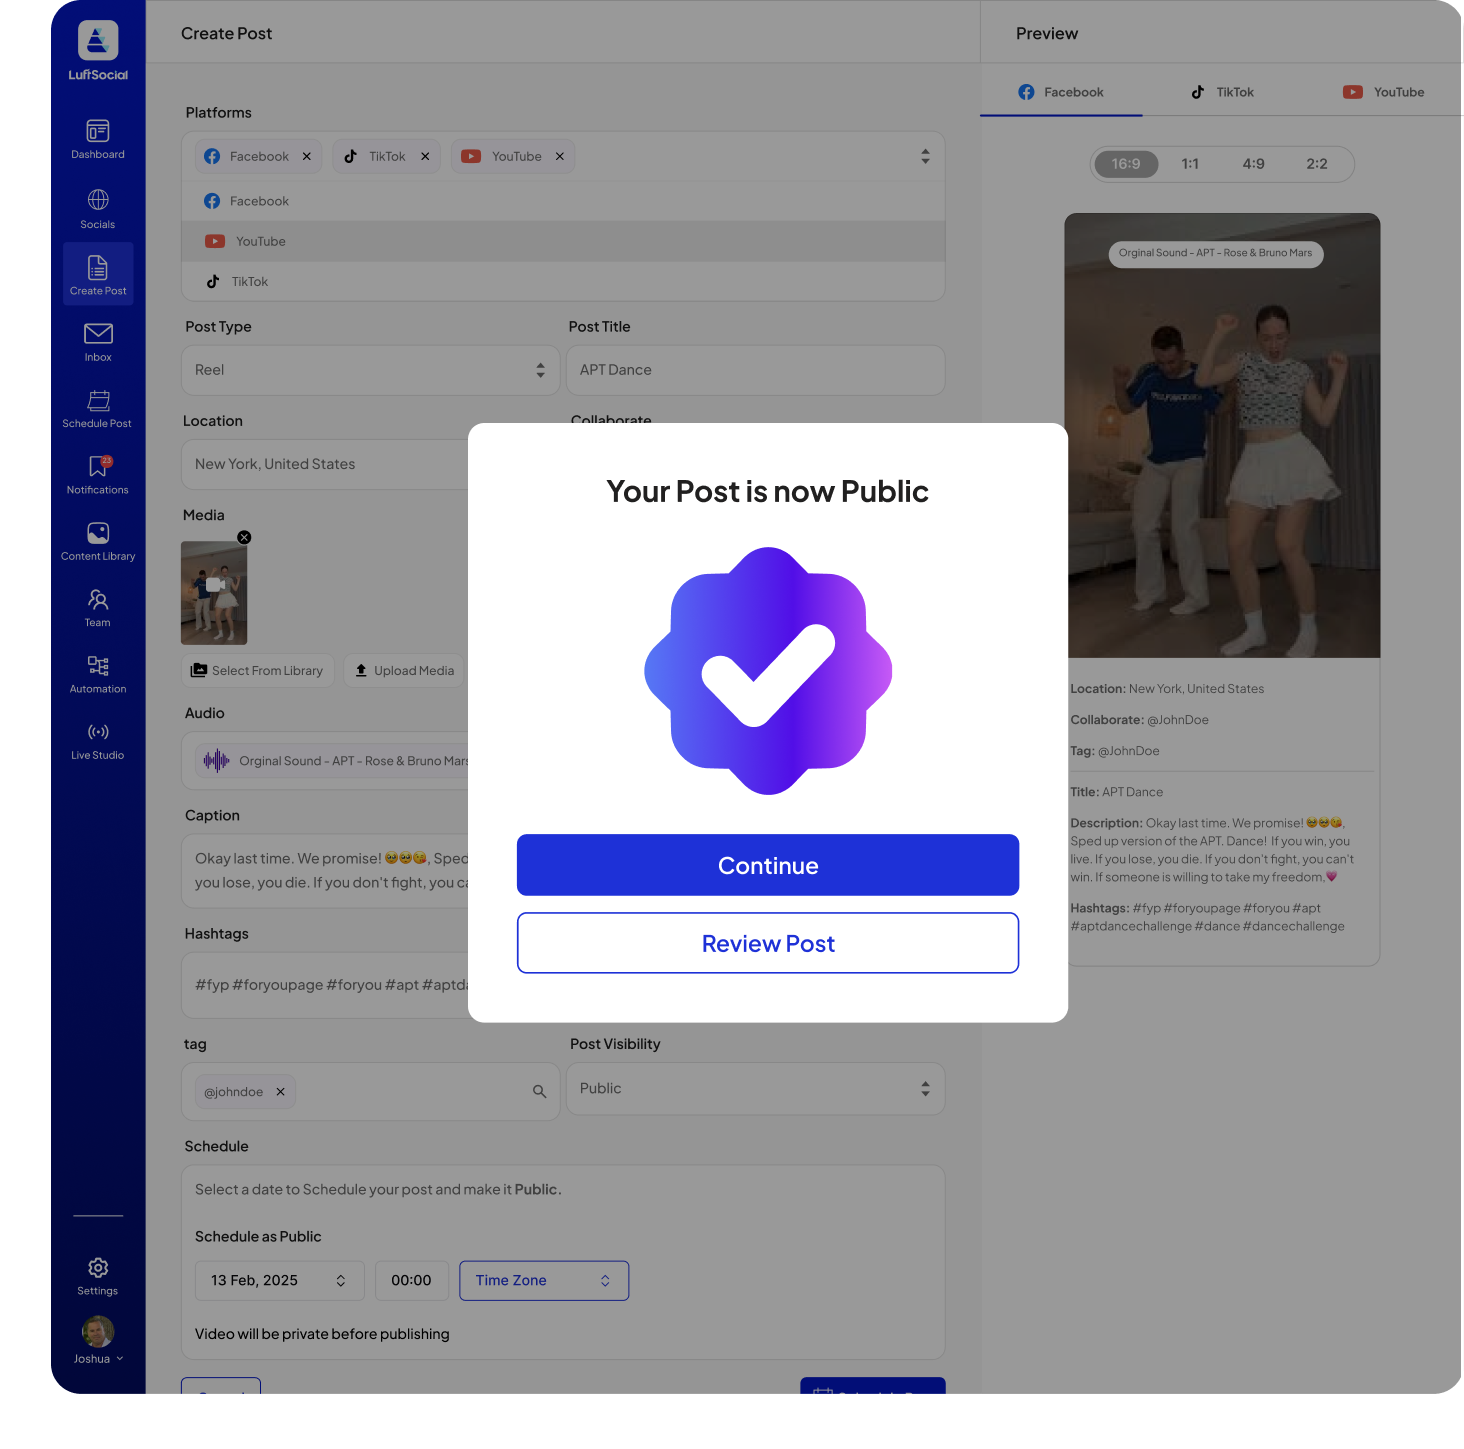 LuftSocial
Dashboard
Socials
Create Post
Inbox
Schedule Post
23
Notifications
Content Library
Team
Automation
Live Studio
Settings
Joshua
Create Post
Platforms
Facebook
TikTok
YouTube
Facebook
YouTube
TikTok
Post Type
Post Title
Reel
APT Dance
Location
Collaborate
New York, United States
Media
Select From Library
Upload Media
Audio
Orginal Sound - APT - Rose & Bruno Mars
Caption
Okay last time. We promise! 🥹🥹😘, Sped
you lose, you die. If you don't fight, you
Hashtags
#fyp #foryoupage #foryou #apt
tag
Post Visibility
@johndoe
Public
Schedule
Select a date to Schedule your post and make it Public.
Schedule as Public
13 Feb, 2025
00:00
Time Zone
Video will be private before publishing
Your Post is now Public
Continue
Review Post
Preview
Facebook
TikTok
YouTube
16:9
1:1
4:9
2:2
Orginal Sound - APT - Rose & Bruno Mars
Location: New York, United States
Collaborate: @JohnDoe
Tag: @JohnDoe
Title: APT Dance
Description: Okay last time. We promise! 🥹🥹😘,
Sped up version of the APT. Dance! If you win, you
live. If you lose, you die. If you don't fight, you can't
win. If someone is willing to take my freedom.💗
Hashtags: #fyp #foryoupage #foryou #apt
#aptdancechallenge #dance #dancechallenge